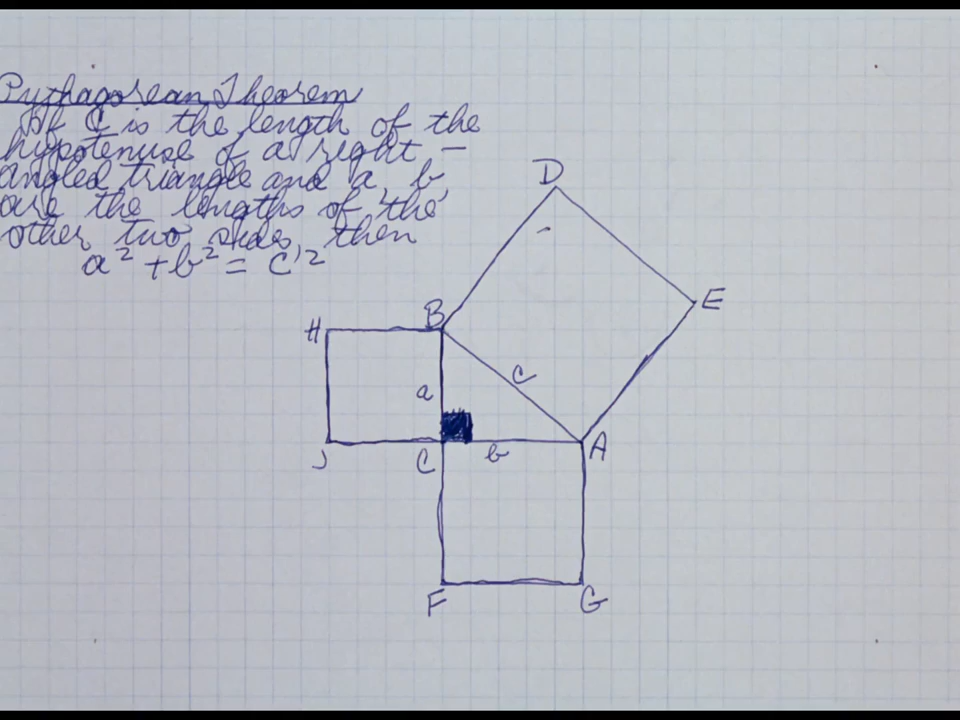 Pythagorean Theorem
If C is the length of the
hypotenuse of a right -
angled triangle and a, b,
are the lengths of the
other two sides, then
a² + b² = c²
D
E
B
H
c
a
J
C
b
A
F
G